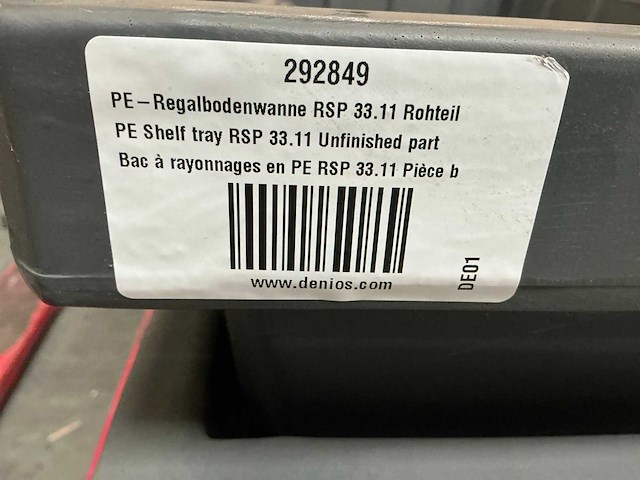 292849
PE–Regalbodenwanne RSP 33.11 Rohteil
PE Shelf tray RSP 33.11 Unfinished part
Bac à rayonnages en PE RSP 33.11 Pièce b
www.denios.com
DE01